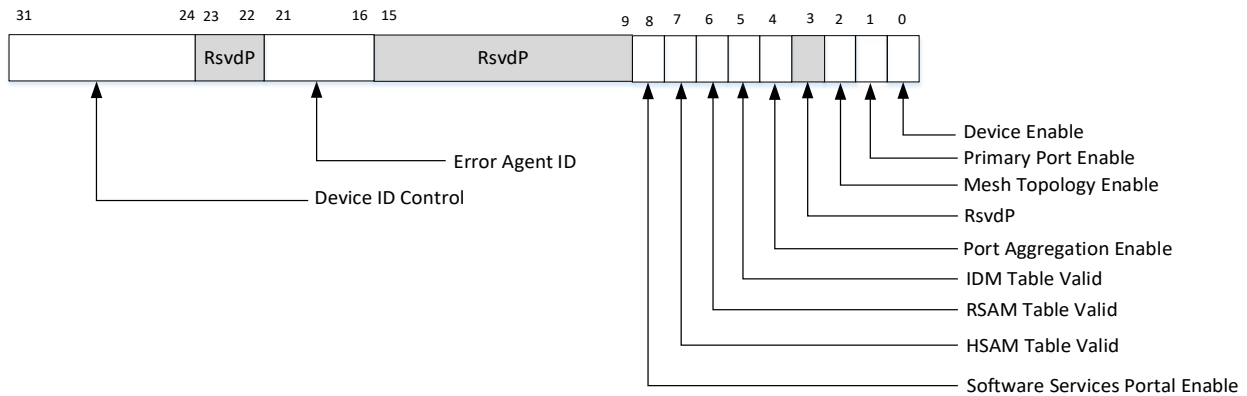 31 24 23 22 21 16 15 9 8 7 6 5 4 3 2 1 0
RsvdP RsvdP
Device Enable
Error Agent ID Primary Port Enable
Mesh Topology Enable
Device ID Control
RsvdP
Port Aggregation Enable
IDM Table Valid
RSAM Table Valid
HSAM Table Valid
Software Services Portal Enable